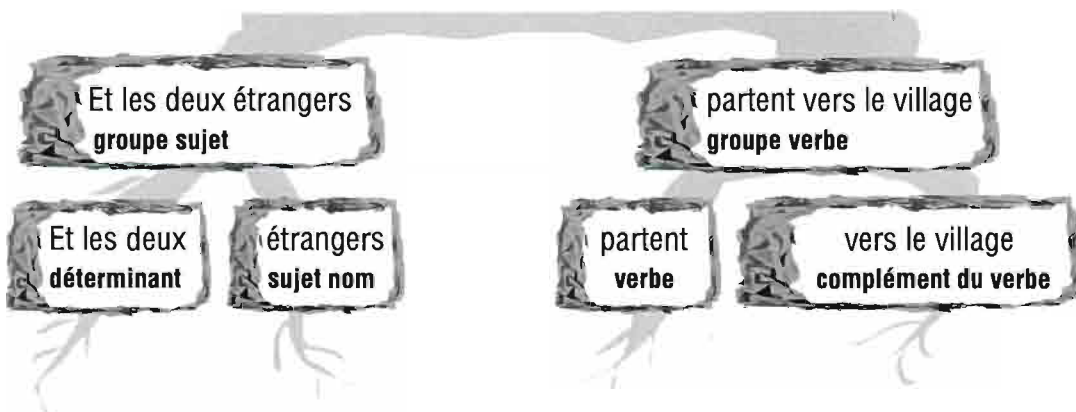 Et les deux étrangers
groupe sujet
partent vers le village
groupe verbe
Et les deux
déterminant
étrangers
sujet nom
partent
verbe
vers le village
complément du verbe